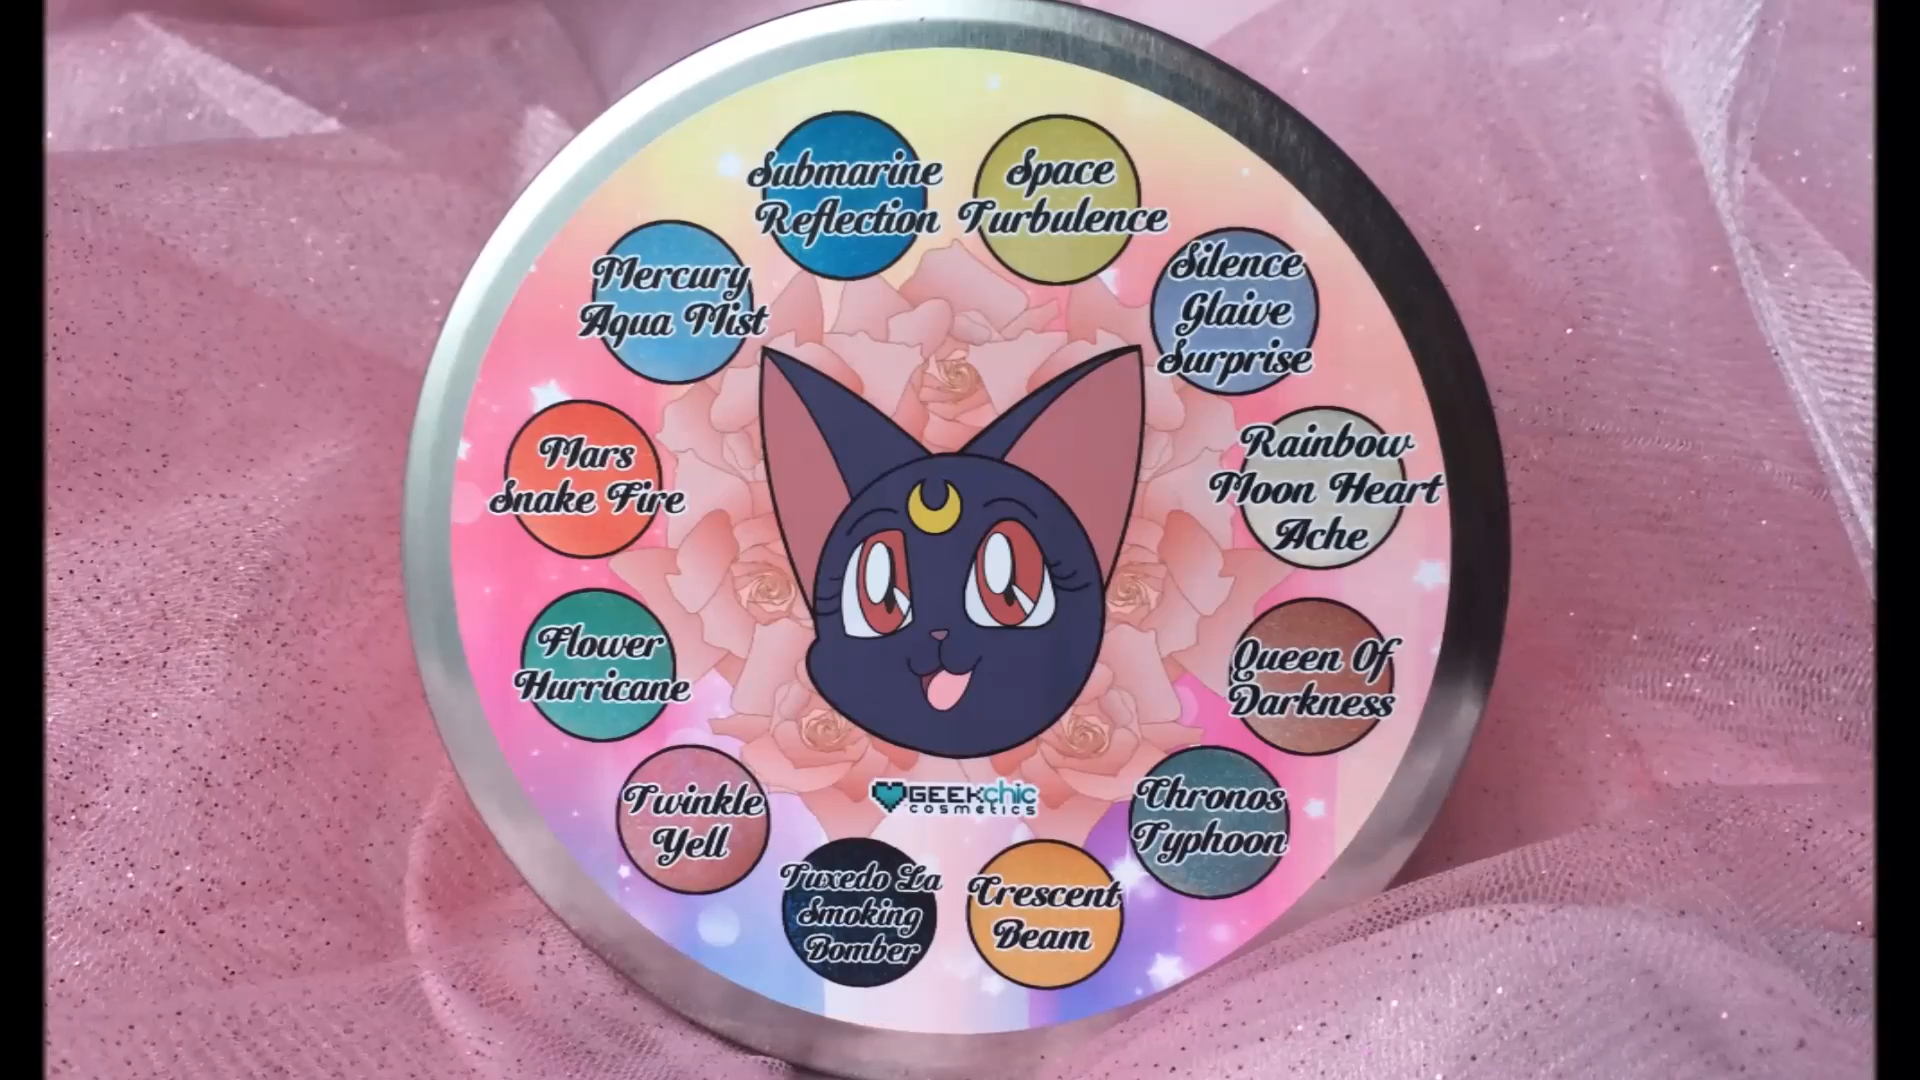 Submarine
Reflection
Space
Turbulence
Silence
Glaive
Surprise
Rainbow
Moon Heart
Ache
Queen Of
Darkness
Chronos
Typhoon
Crescent
Beam
Tuxedo La
Smoking
Bomber
Twinkle
Yell
Flower
Hurricane
Mars
Snake Fire
Mercury
Aqua Mist
GEEKchic
cosmetics